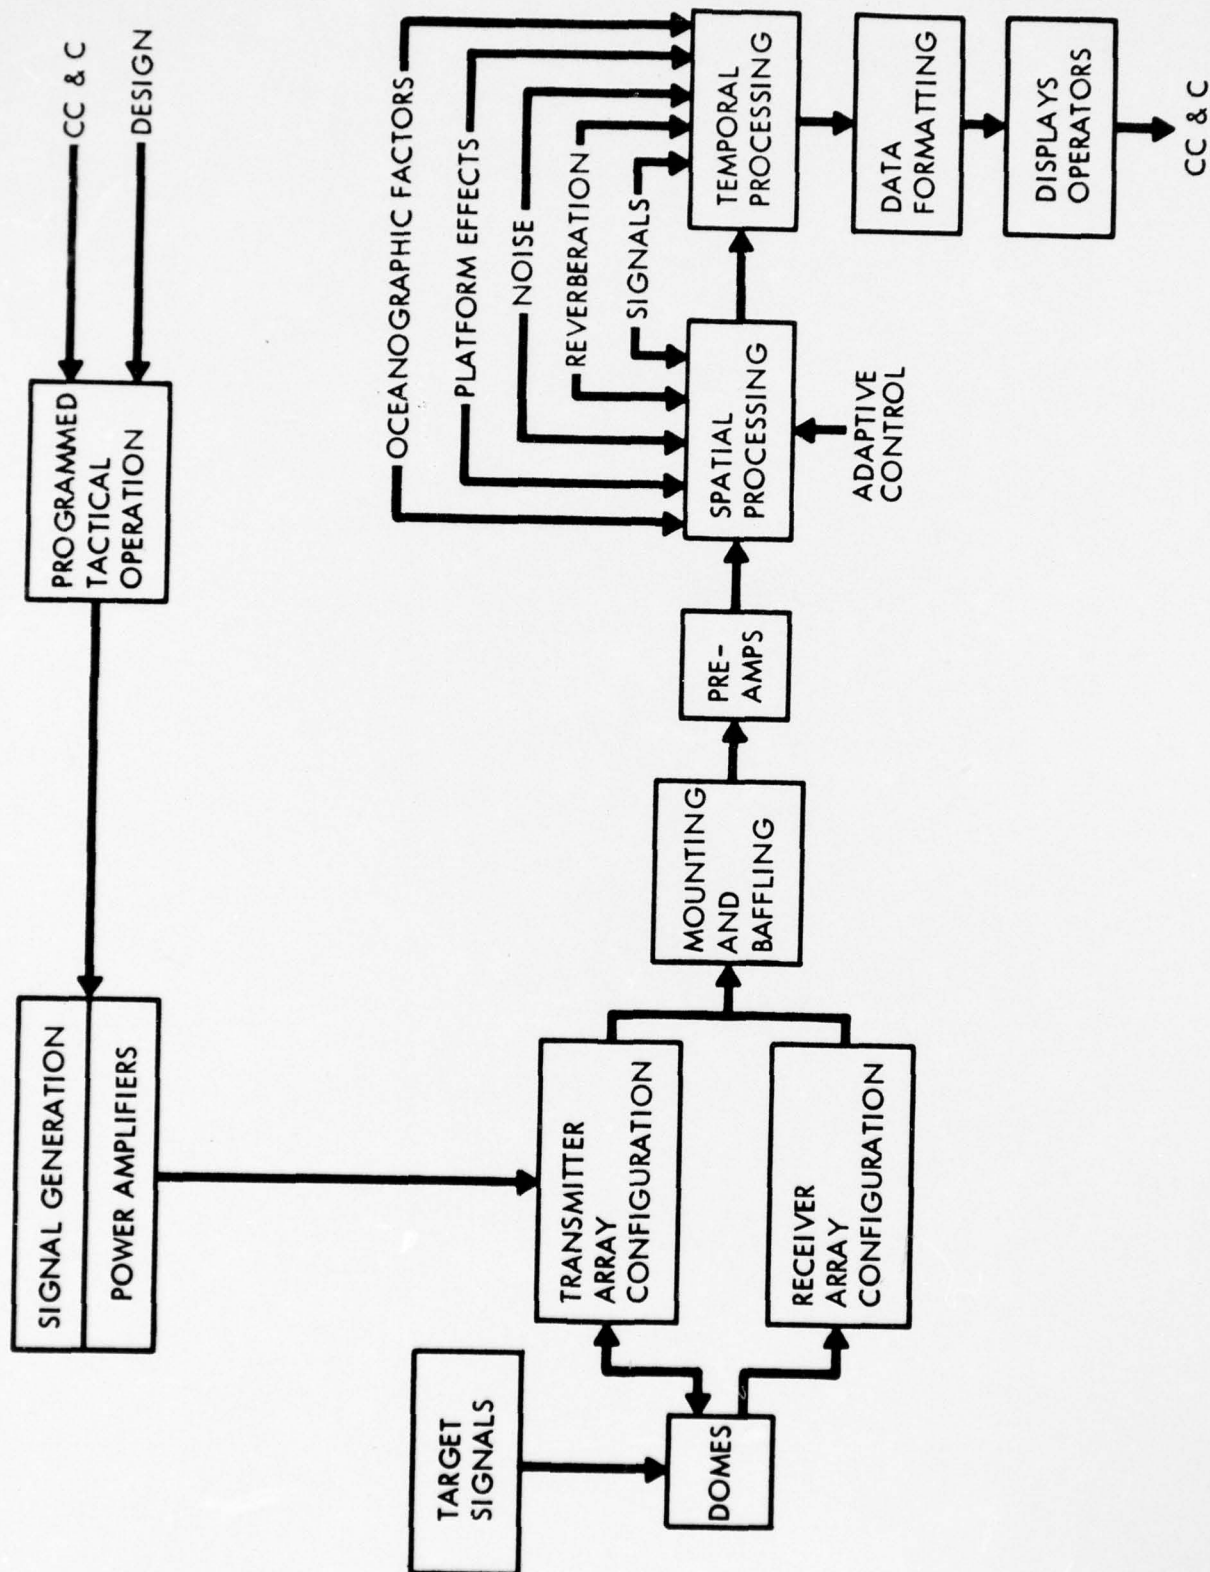 CC & C
DESIGN
PROGRAMMED
TACTICAL
OPERATION
SIGNAL GENERATION
POWER AMPLIFIERS
TARGET
SIGNALS
DOMES
TRANSMITTER
ARRAY
CONFIGURATION
RECEIVER
ARRAY
CONFIGURATION
MOUNTING
AND
BAFFLING
PRE-
AMPS
OCEANOGRAPHIC FACTORS
PLATFORM EFFECTS
NOISE
REVERBERATION
SIGNALS
SPATIAL
PROCESSING
ADAPTIVE
CONTROL
TEMPORAL
PROCESSING
DATA
FORMATTING
DISPLAYS
OPERATORS
CC & C